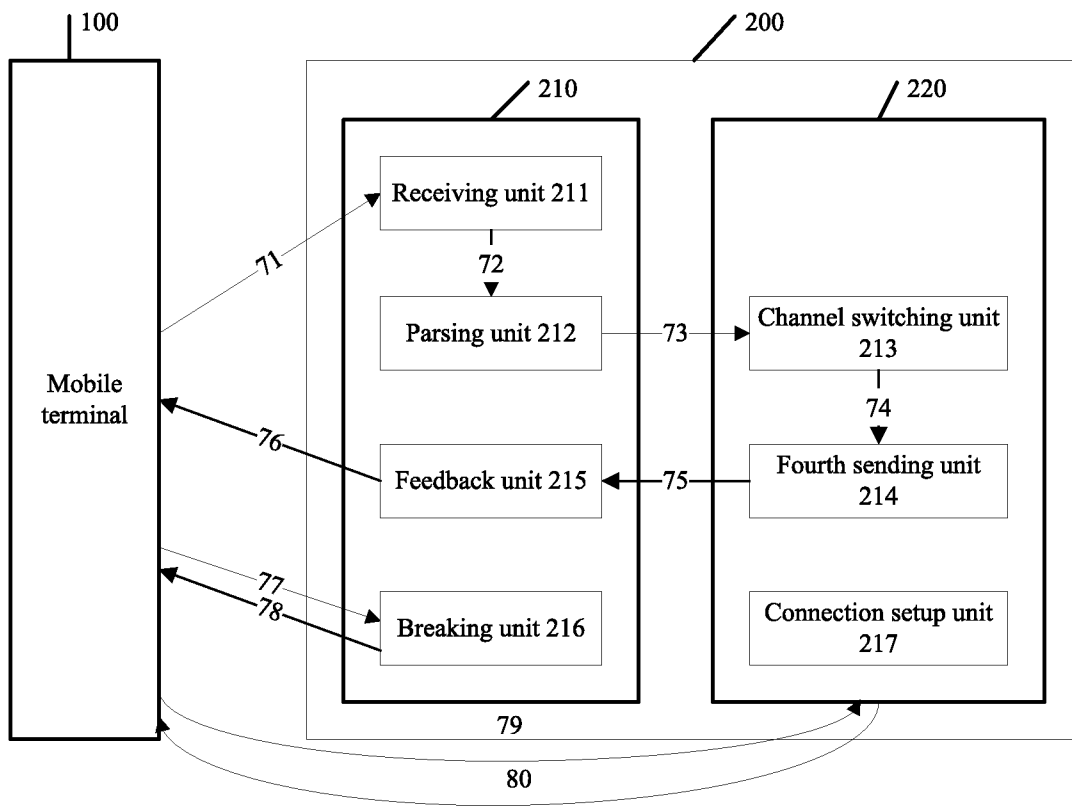 100
200
210
220
Receiving unit 211
71
72
Parsing unit 212
73
Channel switching unit
213
Mobile
terminal
74
76
Feedback unit 215
75
Fourth sending unit
214
77
78
Breaking unit 216
Connection setup unit
217
79
80